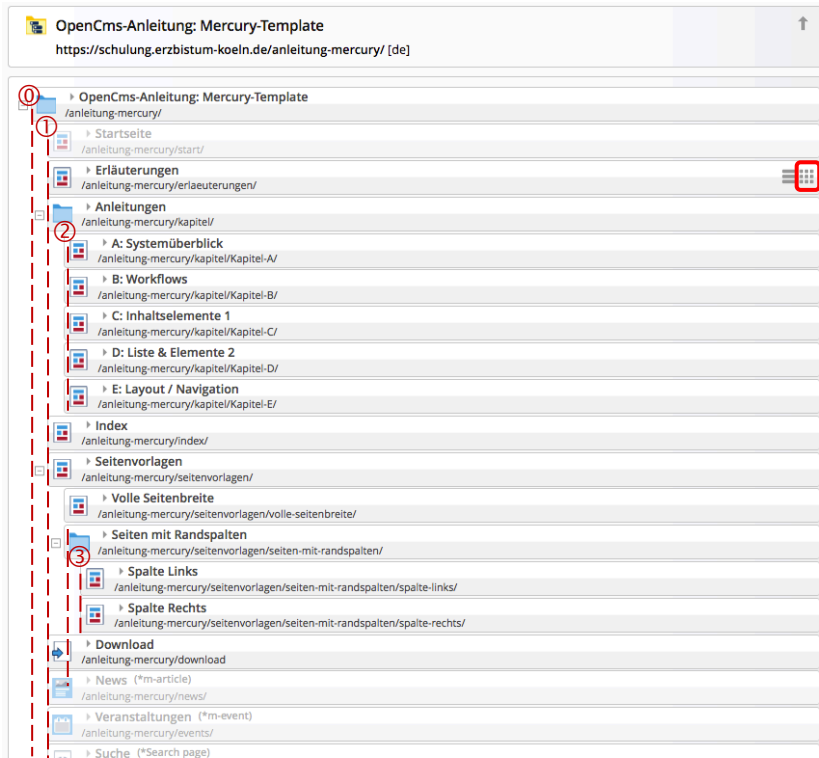 OpenCms-Anleitung: Mercury-Template
https://schulung.erzbistum-koeln.de/anleitung-mercury/ [de]
0
OpenCms-Anleitung: Mercury-Template
/anleitung-mercury/
1
Startseite
/anleitung-mercury/start/
Erläuterungen
/anleitung-mercury/erlaeuterungen/
Anleitungen
/anleitung-mercury/kapitel/
2
A: Systemüberblick
/anleitung-mercury/kapitel/Kapitel-A/
B: Workflows
/anleitung-mercury/kapitel/Kapitel-B/
C: Inhaltselemente 1
/anleitung-mercury/kapitel/Kapitel-C/
D: Liste & Elemente 2
/anleitung-mercury/kapitel/Kapitel-D/
E: Layout / Navigation
/anleitung-mercury/kapitel/Kapitel-E/
Index
/anleitung-mercury/index/
Seitenvorlagen
/anleitung-mercury/seitenvorlagen/
Volle Seitenbreite
/anleitung-mercury/seitenvorlagen/volle-seitenbreite/
Seiten mit Randspalten
/anleitung-mercury/seitenvorlagen/seiten-mit-randspalten/
3
Spalte Links
/anleitung-mercury/seitenvorlagen/seiten-mit-randspalten/spalte-links/
Spalte Rechts
/anleitung-mercury/seitenvorlagen/seiten-mit-randspalten/spalte-rechts/
Download
/anleitung-mercury/download
News (*m-article)
/anleitung-mercury/news/
Veranstaltungen (*m-event)
/anleitung-mercury/events/
Suche (*Search page)